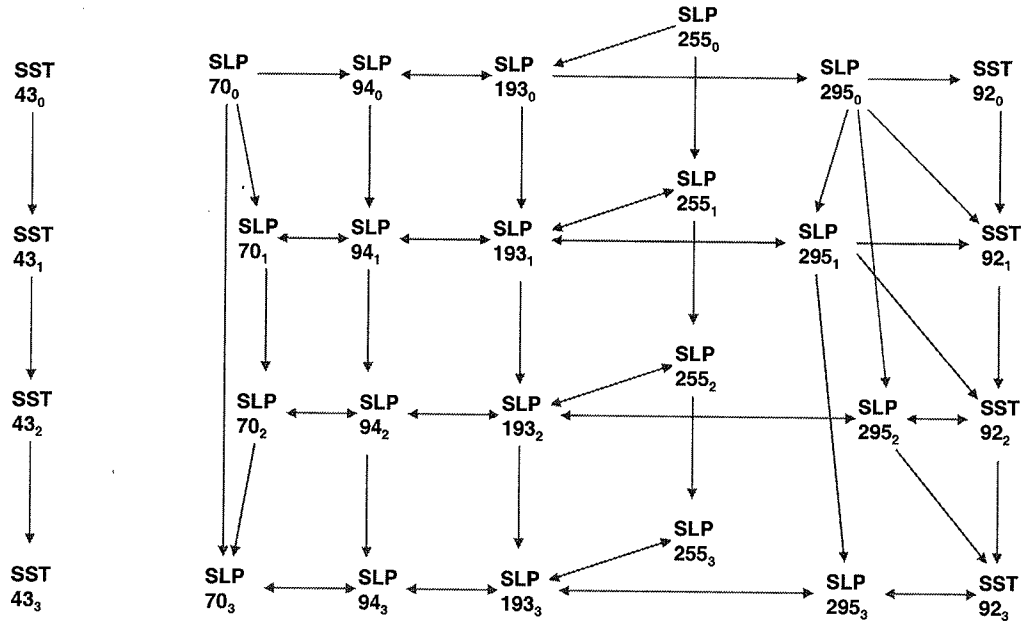 SLP
255₀
SST
43₀
SLP
70₀
SLP
94₀
SLP
193₀
SLP
295₀
SST
92₀
SLP
255₁
SST
43₁
SLP
70₁
SLP
94₁
SLP
193₁
SLP
295₁
SST
92₁
SLP
255₂
SST
43₂
SLP
70₂
SLP
94₂
SLP
193₂
SLP
295₂
SST
92₂
SLP
255₃
SST
43₃
SLP
70₃
SLP
94₃
SLP
193₃
SLP
295₃
SST
92₃